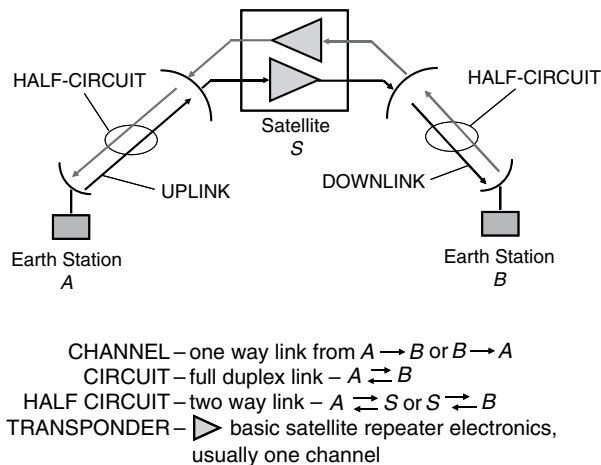 HALF-CIRCUIT
HALF-CIRCUIT
Satellite
S
UPLINK
DOWNLINK
Earth Station
A
Earth Station
B
CHANNEL – one way link from A → B or B → A
CIRCUIT – full duplex link – A ⇄ B
HALF CIRCUIT – two way link – A ⇄ S or S ⇄ B
TRANSPONDER – ▷ basic satellite repeater electronics,
usually one channel